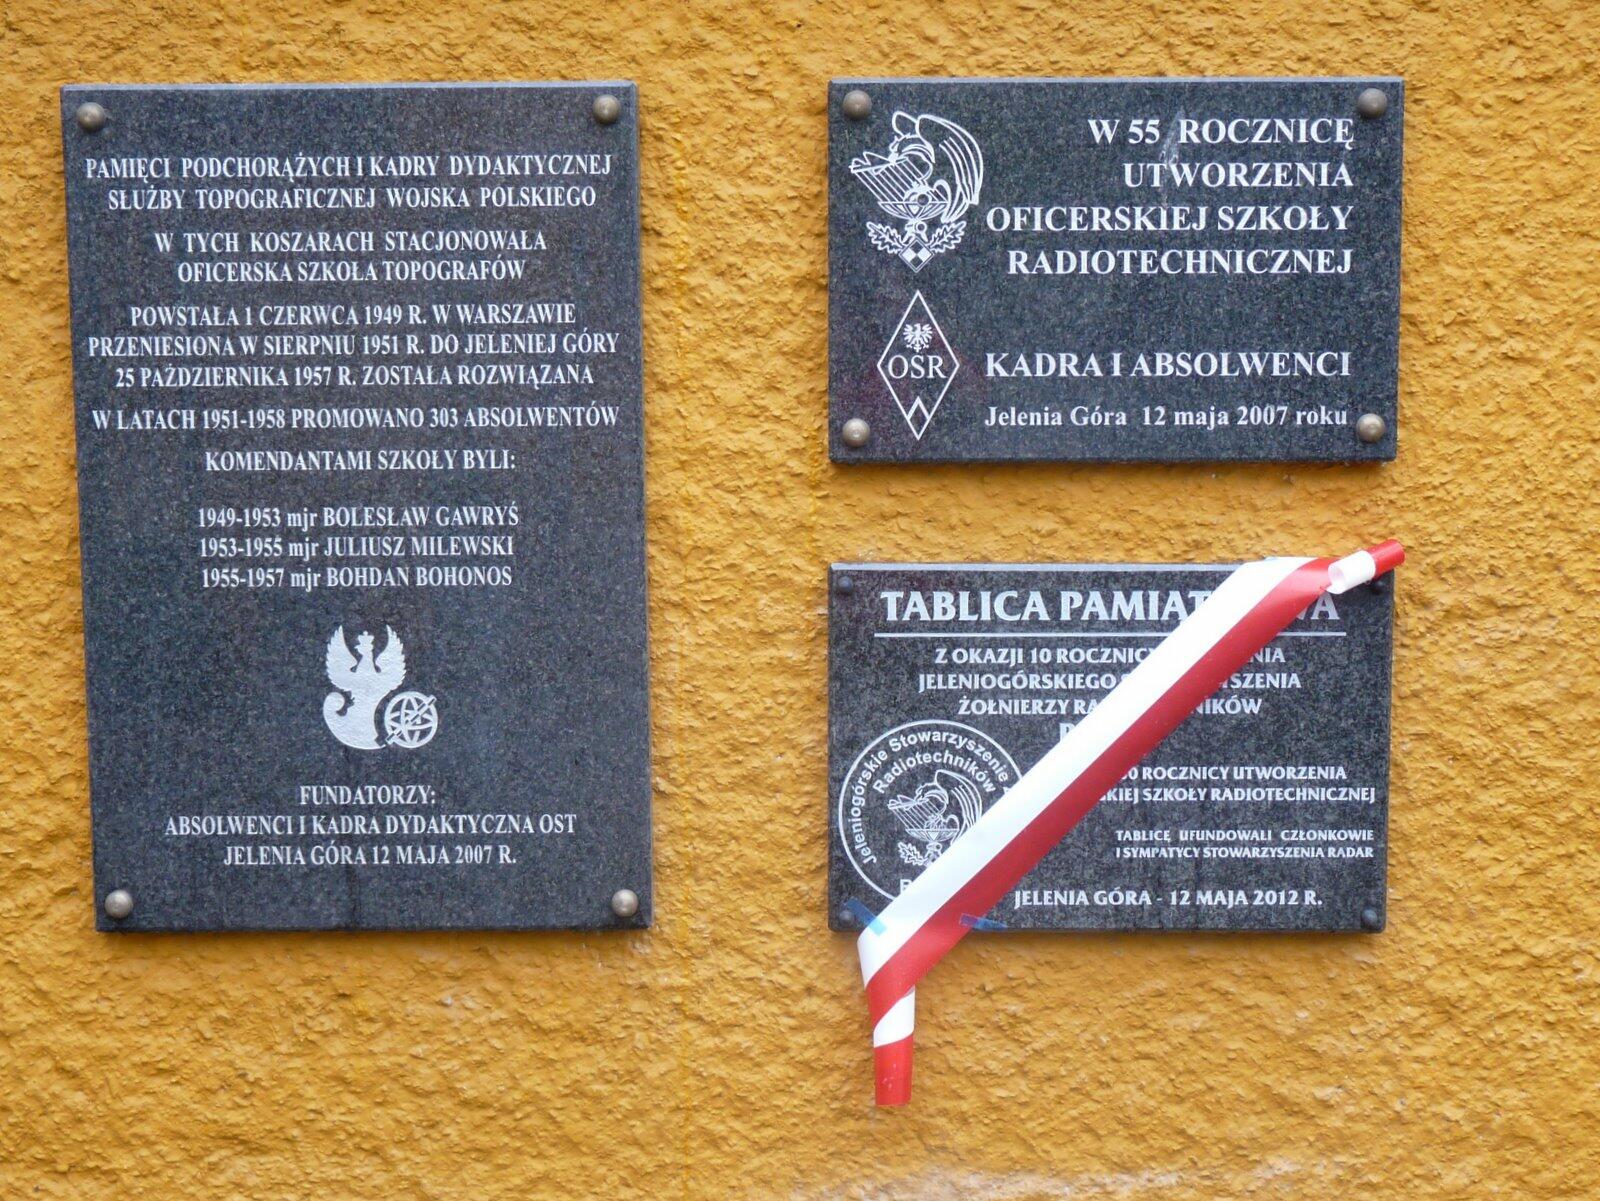 PAMIĘCI PODCHORĄŻYCH I KADRY DYDAKTYCZNEJ
SŁUŻBY TOPOGRAFICZNEJ WOJSKA POLSKIEGO
W TYCH KOSZARACH STACJONOWAŁA
OFICERSKA SZKOŁA TOPOGRAFÓW
POWSTAŁA 1 CZERWCA 1949 R. W WARSZAWIE
PRZENIESIONA W SIERPNIU 1951 R. DO JELENIEJ GÓRY
25 PAŹDZIERNIKA 1957 R. ZOSTAŁA ROZWIĄZANA
W LATACH 1951-1958 PROMOWANO 303 ABSOLWENTÓW
KOMENDANTAMI SZKOŁY BYLI:
1949-1953 mjr BOLESŁAW GAWRYŚ
1953-1955 mjr JULIUSZ MILEWSKI
1955-1957 mjr BOHDAN BOHONOS
FUNDATORZY:
ABSOLWENCI I KADRA DYDAKTYCZNA OST
JELENIA GÓRA 12 MAJA 2007 R.
W 55 ROCZNICĘ
UTWORZENIA
OFICERSKIEJ SZKOŁY
RADIOTECHNICZNEJ
OSR
KADRA I ABSOLWENCI
Jelenia Góra 12 maja 2007 roku
TABLICA
Z OKAZJI 10
JELENIOGÓRSKIEGO
ŻOŁNIERZY
ROCZNICY UTWORZENIA
SZKOŁY RADIOTECHNICZNEJ
TABLICĘ UFUNDOWALI CZŁONKOWIE
I SYMPATYCY STOWARZYSZENIA RADAR
JELENIA GÓRA - 12 MAJA 2012 R.
Jeleniogórskie Stowarzyszenie
Radiotechników